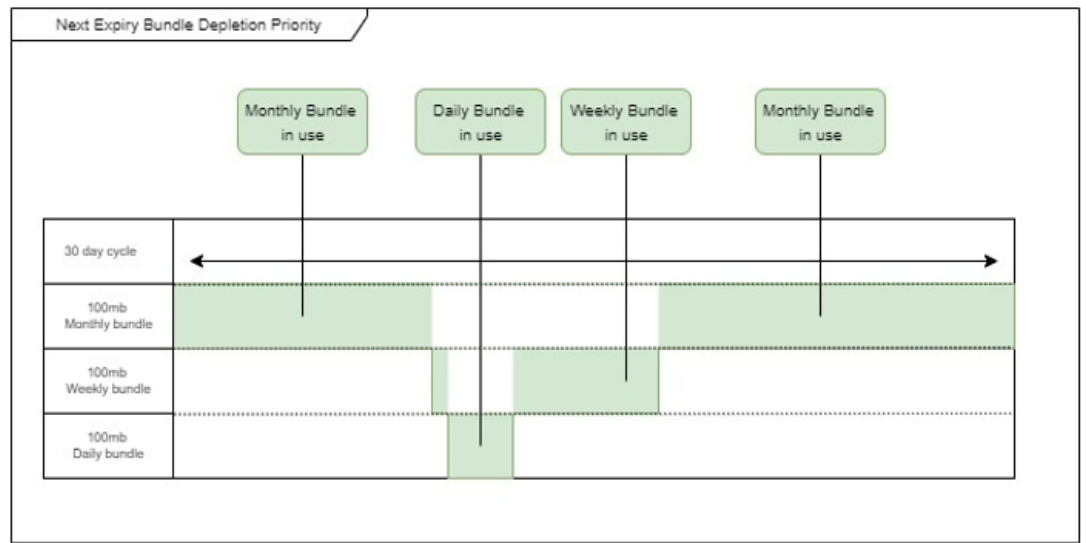 Next Expiry Bundle Depletion Priority
Monthly Bundle
in use
Daily Bundle
in use
Weekly Bundle
in use
Monthly Bundle
in use
30 day cycle
100mb
Monthly bundle
100mb
Weekly bundle
100mb
Daily bundle